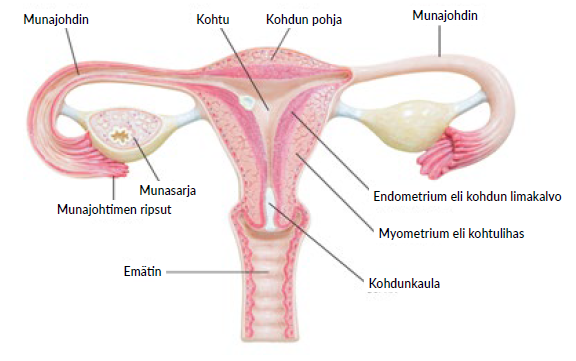 Munajohdin
Kohtu
Kohdun pohja
Munajohdin
Munasarja
Munajohtimen ripsut
Endometrium eli kohdun limakalvo
Myometrium eli kohtulihas
Emätin
Kohdunkaula